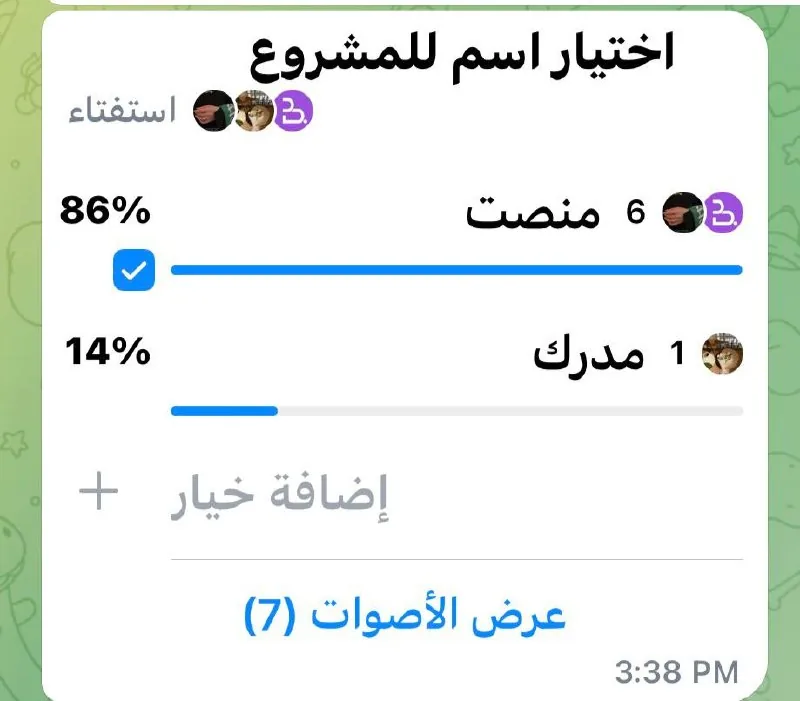 اختيار اسم للمشروع
استفتاء
منصت 6 86%
مدرك 1 14%
إضافة خيار +
عرض الأصوات (7)
3:38 PM